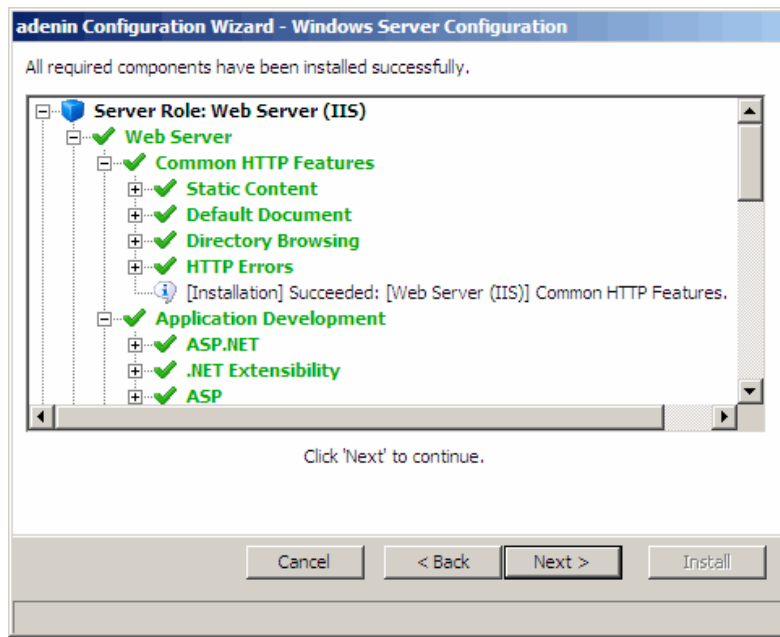 adenin Configuration Wizard - Windows Server Configuration
All required components have been installed successfully.
Server Role: Web Server (IIS)
Web Server
Common HTTP Features
Static Content
Default Document
Directory Browsing
HTTP Errors
[Installation] Succeeded: [Web Server (IIS)] Common HTTP Features.
Application Development
ASP.NET
.NET Extensibility
ASP
Click 'Next' to continue.
Cancel < Back Next > Install